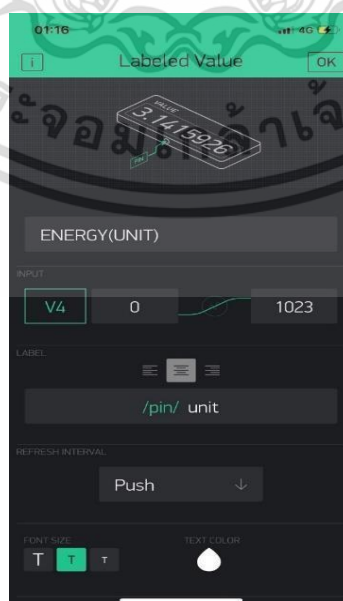 01:16 4G
i Labeled Value OK
VALUE
3.1415926
PIN
ENERGY(UNIT)
INPUT
V4 0 1023
LABEL
/pin/ unit
REFRESH INTERVAL
Push
FONT SIZE TEXT COLOR
T T T